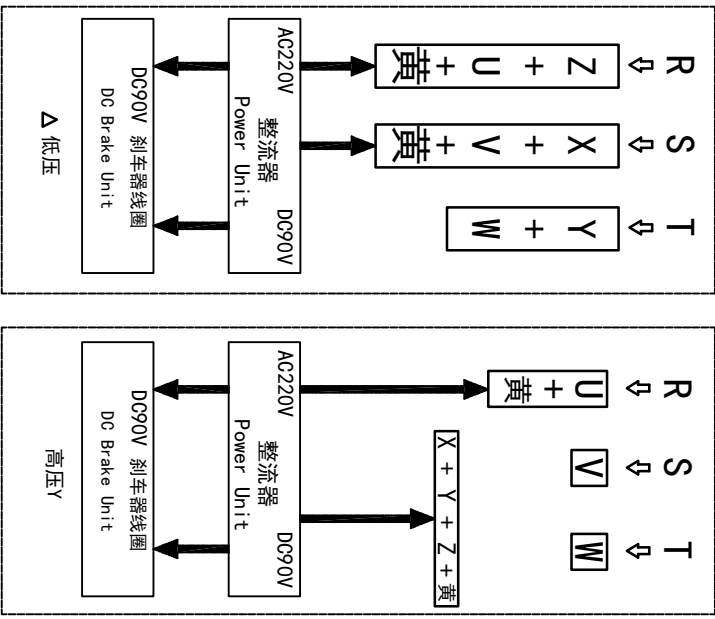 R S T
Z + U + 黄
X + V + 黄
Y + W
AC220V 整流器 DC90V
Power Unit
DC90V 刹车器线圈
DC Brake Unit
Δ 低压
R S T
U + 黄
V
W
X + Y + Z + 黄
AC220V 整流器 DC90V
Power Unit
DC90V 刹车器线圈
DC Brake Unit
高压Y